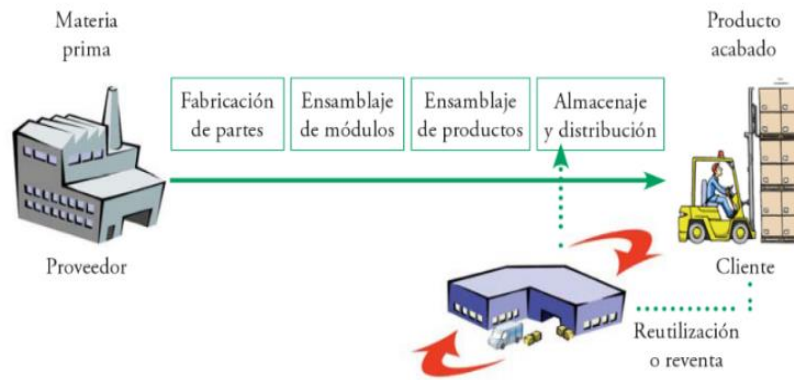 Materia
prima
Producto
acabado
Fabricación
de partes
Ensamblaje
de módulos
Ensamblaje
de productos
Almacenaje
y distribución
Proveedor
Cliente
Reutilización
o reventa